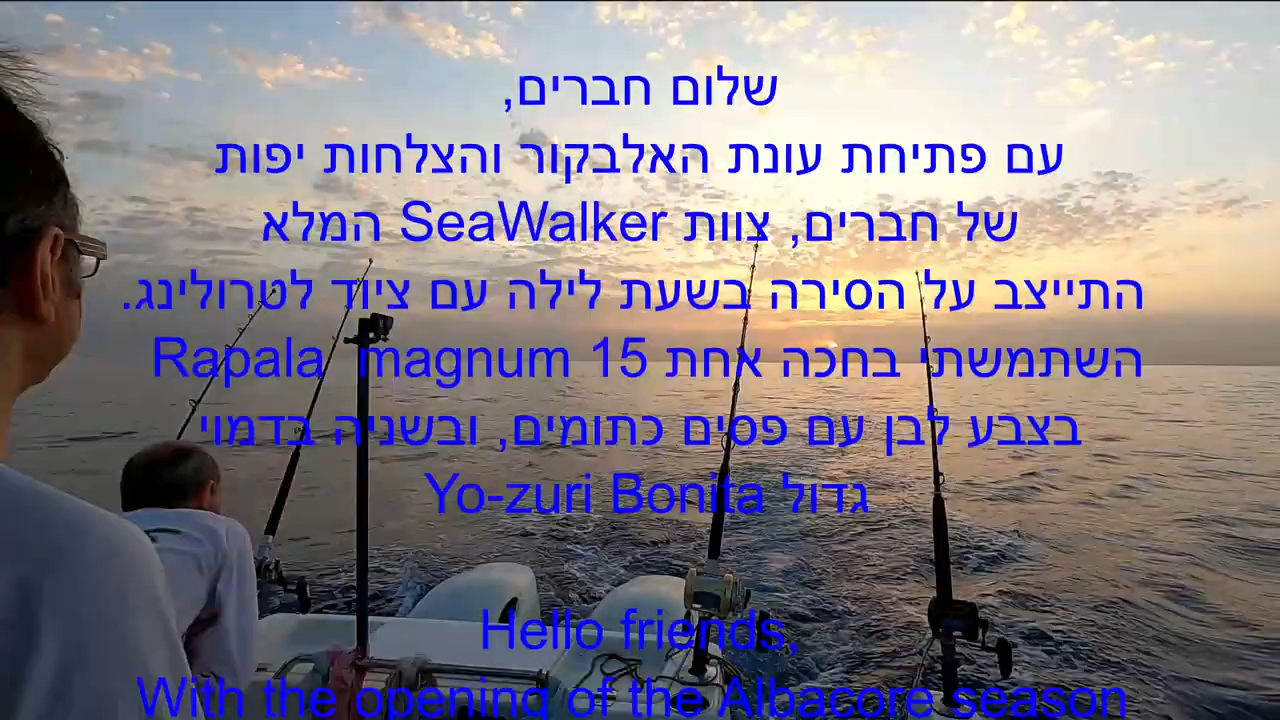 שלום חברים,
עם פתיחת עונת האלבקור והצלחות יפות
של חברים, צוות SeaWalker המלא
התייצב על הסירה בשעת לילה עם ציוד לטרולינג.
השתמשתי בחכה אחת Rapala magnum 15
בצבע לבן עם פסים כתומים, ובשניה בדמוי
גדול Yo-zuri Bonita
Hello friends,
With the opening of the Albacore season